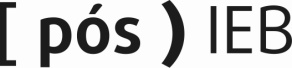 [ pós ) IEB